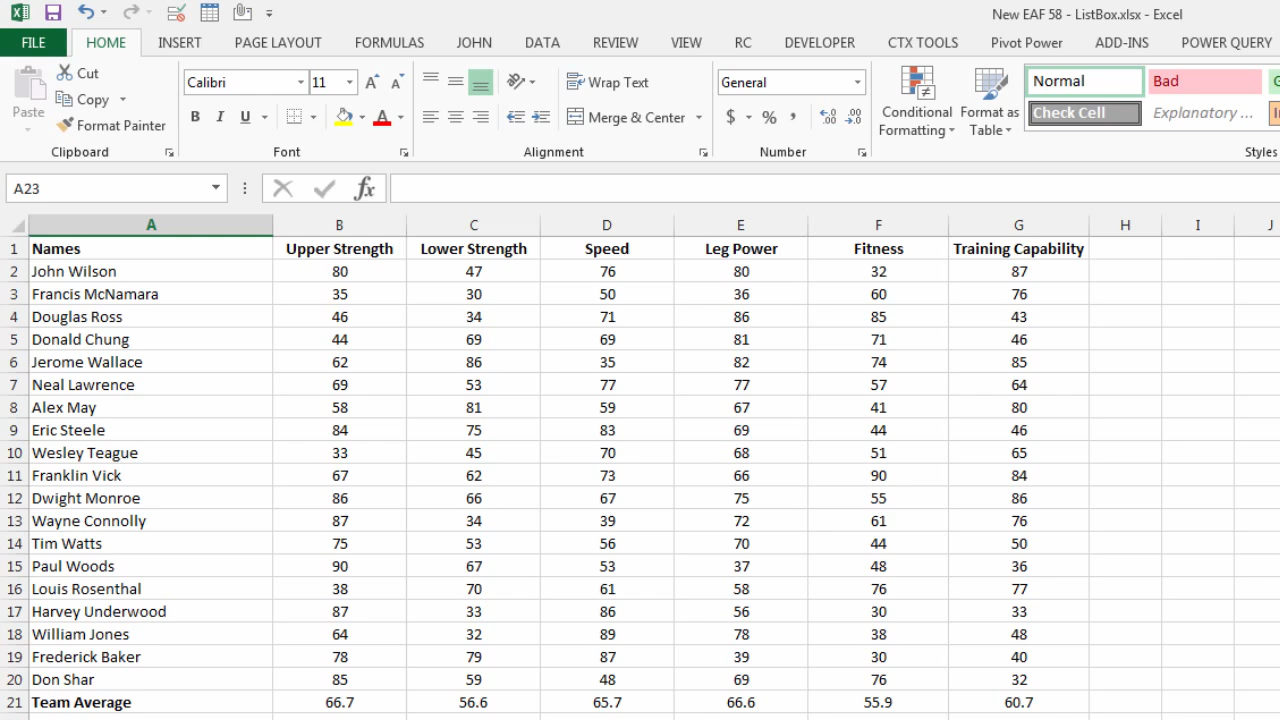 New EAF 58 - ListBox.xlsx - Excel
FILE HOME INSERT PAGE LAYOUT FORMULAS JOHN DATA REVIEW VIEW RC DEVELOPER CTX TOOLS Pivot Power ADD-INS POWER QUERY
Paste
Cut
Copy
Format Painter
Clipboard
Calibri 11
B I U
Font
Wrap Text
Merge & Center
Alignment
General
$ % ,
Number
Conditional Formatting
Format as Table
Normal Bad
Check Cell Explanatory ...
Styles
A23 fx
A B C D E F G H I J
1 Names Upper Strength Lower Strength Speed Leg Power Fitness Training Capability
2 John Wilson 80 47 76 80 32 87
3 Francis McNamara 35 30 50 36 60 76
4 Douglas Ross 46 34 71 86 85 43
5 Donald Chung 44 69 69 81 71 46
6 Jerome Wallace 62 86 35 82 74 85
7 Neal Lawrence 69 53 77 77 57 64
8 Alex May 58 81 59 67 41 80
9 Eric Steele 84 75 83 69 44 46
10 Wesley Teague 33 45 70 68 51 65
11 Franklin Vick 67 62 73 66 90 84
12 Dwight Monroe 86 66 67 75 55 86
13 Wayne Connolly 87 34 39 72 61 76
14 Tim Watts 75 53 56 70 44 50
15 Paul Woods 90 67 53 37 48 36
16 Louis Rosenthal 38 70 61 58 76 77
17 Harvey Underwood 87 33 86 56 30 33
18 William Jones 64 32 89 78 38 48
19 Frederick Baker 78 79 87 39 30 40
20 Don Shar 85 59 48 69 76 32
21 Team Average 66.7 56.6 65.7 66.6 55.9 60.7